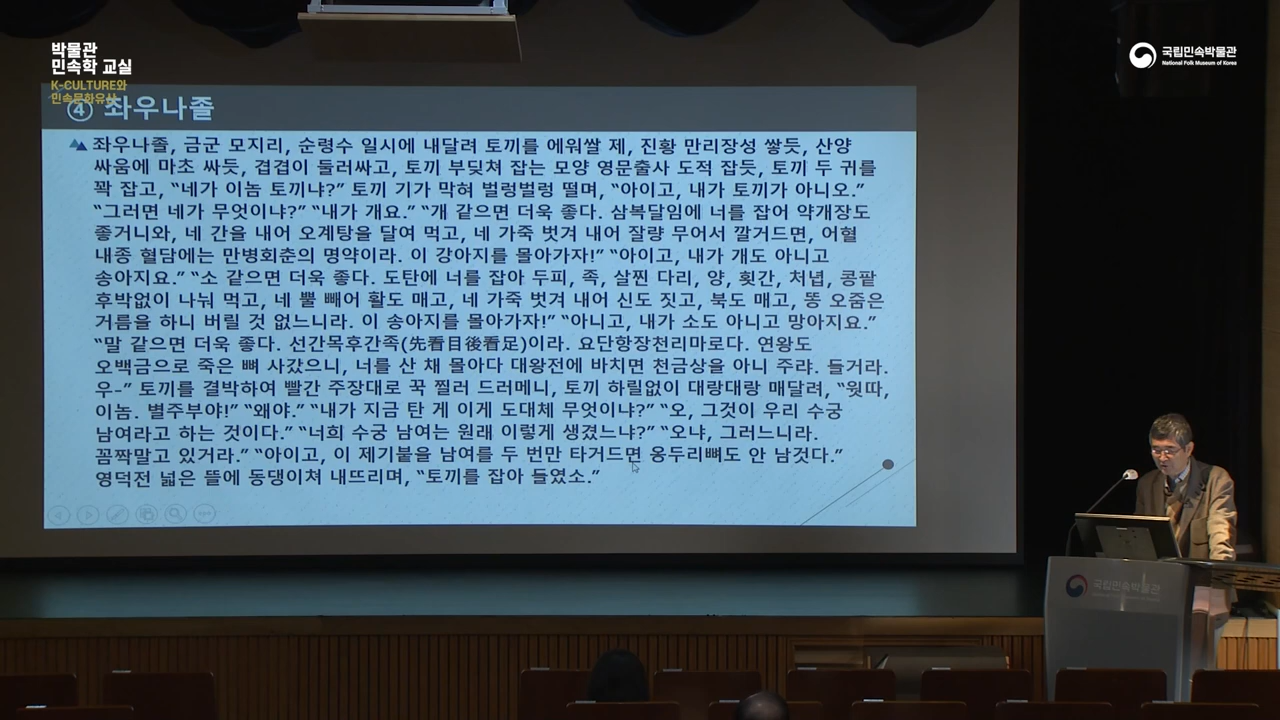 박물관
민속학 교실
K-CULTURE와
민속문화유산
국립민속박물관
National Folk Museum of Korea
④ 좌우나졸
좌우나졸, 금군 모지리, 순령수 일시에 내달려 토끼를 에워쌀 제, 진황 만리장성 쌓듯, 산양
싸움에 마초 싸듯, 겹겹이 둘러싸고, 토끼 부딪쳐 잡는 모양 영문출사 도적 잡듯, 토끼 두 귀를
꽉 잡고, “네가 이놈 토끼냐?” 토끼 기가 막혀 벌렁벌렁 떨며, “아이고, 내가 토끼가 아니오.”
“그러면 네가 무엇이냐?” “내가 개요.” “개 같으면 더욱 좋다. 삼복달임에 너를 잡어 약개장도
좋거니와, 네 간을 내어 오계탕을 달여 먹고, 네 가죽 벗겨 내어 잘량 무어서 깔거드면, 어혈
내종 혈담에는 만병회춘의 명약이라. 이 강아지를 몰아가자!” “아이고, 내가 개도 아니고
송아지요.” “소 같으면 더욱 좋다. 도탄에 너를 잡아 두피, 족, 살찐 다리, 양, 횟간, 처녑, 콩팥
후박없이 나눠 먹고, 네 뿔 빼어 활도 매고, 네 가죽 벗겨 내어 신도 짓고, 북도 매고, 똥 오줌은
거름을 하니 버릴 것 없느니라. 이 송아지를 몰아가자!” “아니고, 내가 소도 아니고 망아지요.”
“말 같으면 더욱 좋다. 선간목후간족(先看目後看足)이라. 요단항장천리마로다. 연왕도
오백금으로 죽은 뼈 사갔으니, 너를 산 채 몰아다 대왕전에 바치면 천금상을 아니 주랴. 들거라.
우-” 토끼를 결박하여 빨간 주장대로 꾹 찔러 드러메니, 토끼 하릴없이 대랑대랑 매달려, “웟따,
이놈. 별주부야!” “왜야.” “내가 지금 탄 게 이게 도대체 무엇이냐?” “오, 그것이 우리 수궁
남여라고 하는 것이다.” “너희 수궁 남여는 원래 이렇게 생겼느냐?” “오냐, 그러느니라.
꼼짝말고 있거라.” “아이고, 이 제기붙을 남여를 두 번만 타거드면 옹두리뼈도 안 남것다.”
영덕전 넓은 뜰에 동댕이쳐 내뜨리며, “토끼를 잡아 들였소.”
국립민속박물관